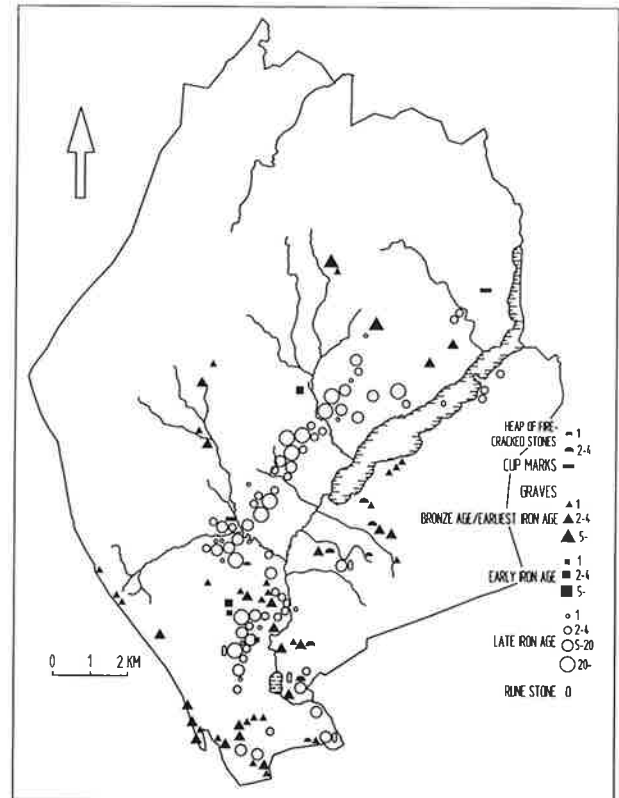 HEAP OF FIRE-
CRACKED STONES
1
2-4
CUP MARKS
GRAVES
BRONZE AGE/EARLIEST IRON AGE
1
2-4
5-
EARLY IRON AGE
1
2-4
5-
LATE IRON AGE
1
2-4
5-20
20-
RUNE STONE
0 1 2 KM